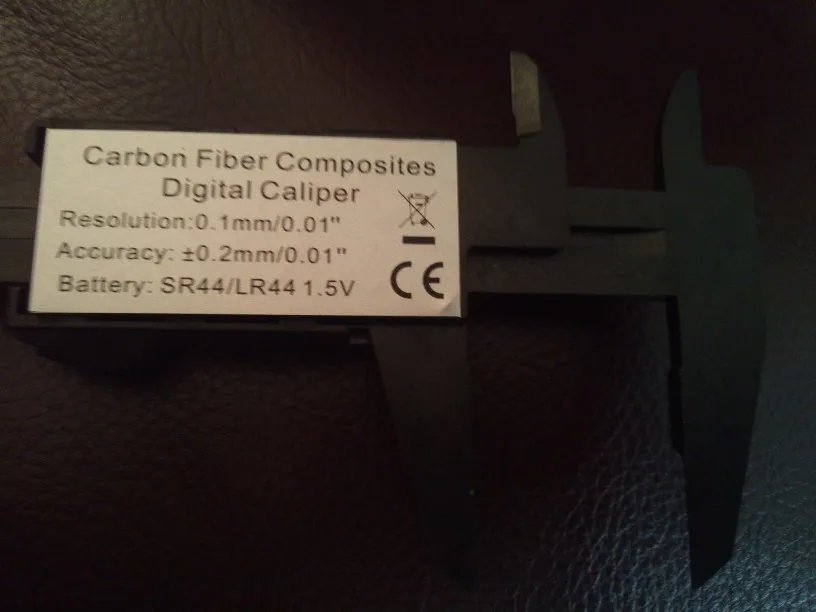 Carbon Fiber Composites
Digital Caliper
Resolution:0.1mm/0.01"
Accuracy: ±0.2mm/0.01"
Battery: SR44/LR44 1.5V
CE